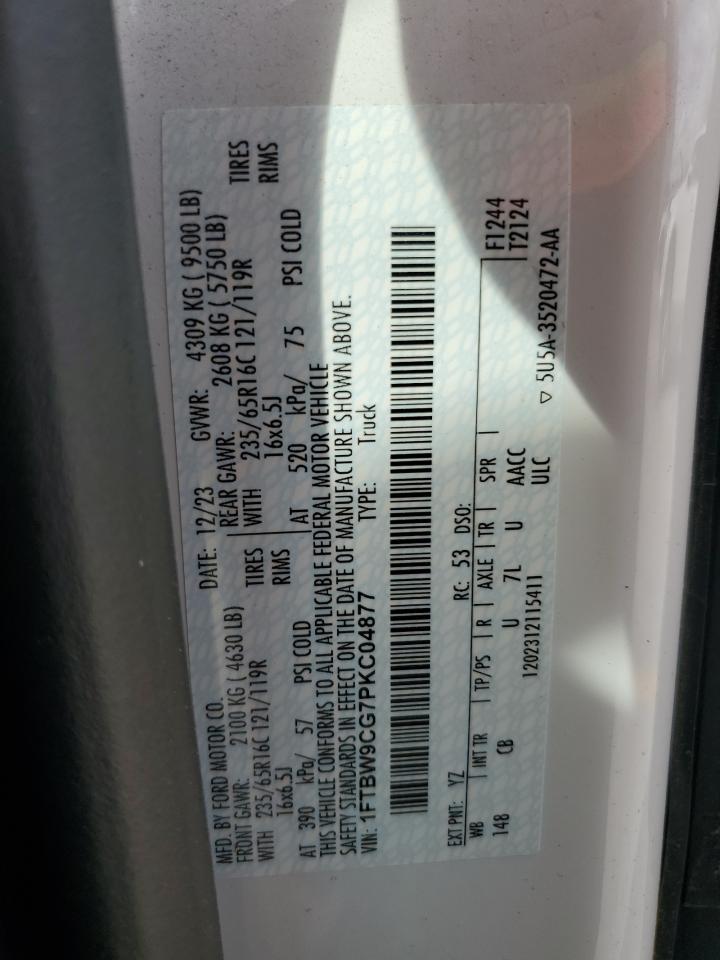 MFD. BY FORD MOTOR CO.
DATE: 12/23 GVWR: 4309 KG ( 9500 LB)
FRONT GAWR: 2100 KG ( 4630 LB) REAR GAWR: 2608 KG ( 5750 LB)
WITH 235/65R16C 121/119R TIRES WITH 235/65R16C 121/119R TIRES
16x6.5J RIMS 16x6.5J RIMS
AT 390 kPa/ 57 PSI COLD AT 520 kPa/ 75 PSI COLD
THIS VEHICLE CONFORMS TO ALL APPLICABLE FEDERAL MOTOR VEHICLE
SAFETY STANDARDS IN EFFECT ON THE DATE OF MANUFACTURE SHOWN ABOVE.
VIN: 1FTBW9CG7PKC04877 TYPE: Truck
EXT PNT: YZ RC: 53 DSO:
WB INT TR TP/PS R AXLE TR SPR F1244
148 CB U 7L U AACC T2124
1202312115411 ULC
▽ 5U5A-3520472-AA